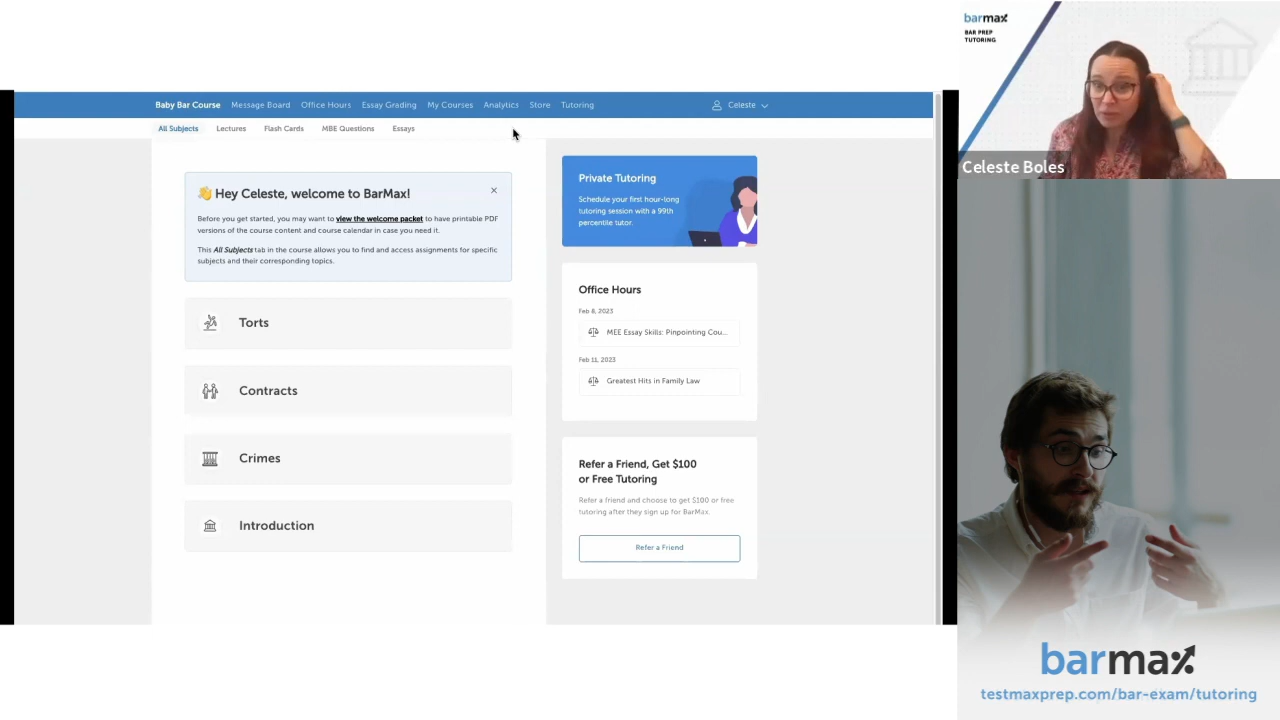 Baby Bar Course Message Board Office Hours Essay Grading My Courses Analytics Store Tutoring Celeste
All Subjects Lectures Flash Cards MBE Questions Essays
👋 Hey Celeste, welcome to BarMax!
Before you get started, you may want to view the welcome packet to have printable PDF
versions of the course content and course calendar in case you need it.
This All Subjects tab in the course allows you to find and access assignments for specific
subjects and their corresponding topics.
Torts
Contracts
Crimes
Introduction
Private Tutoring
Schedule your first hour-long
tutoring session with a 99th
percentile tutor.
Office Hours
Feb 8, 2023
MEE Essay Skills: Pinpointing Cou...
Feb 11, 2023
Greatest Hits in Family Law
Refer a Friend, Get $100
or Free Tutoring
Refer a friend and choose to get $100 or free
tutoring after they sign up for BarMax.
Refer a Friend
barmax
BAR PREP
TUTORING
Celeste Boles
barmax
testmaxprep.com/bar-exam/tutoring